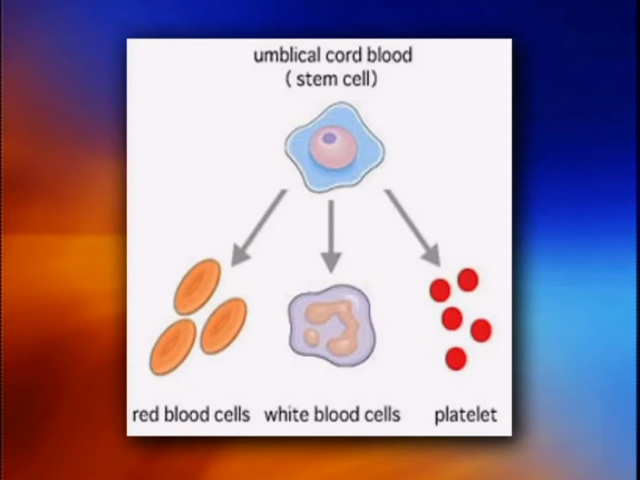 umblical cord blood
( stem cell)
red blood cells white blood cells platelet